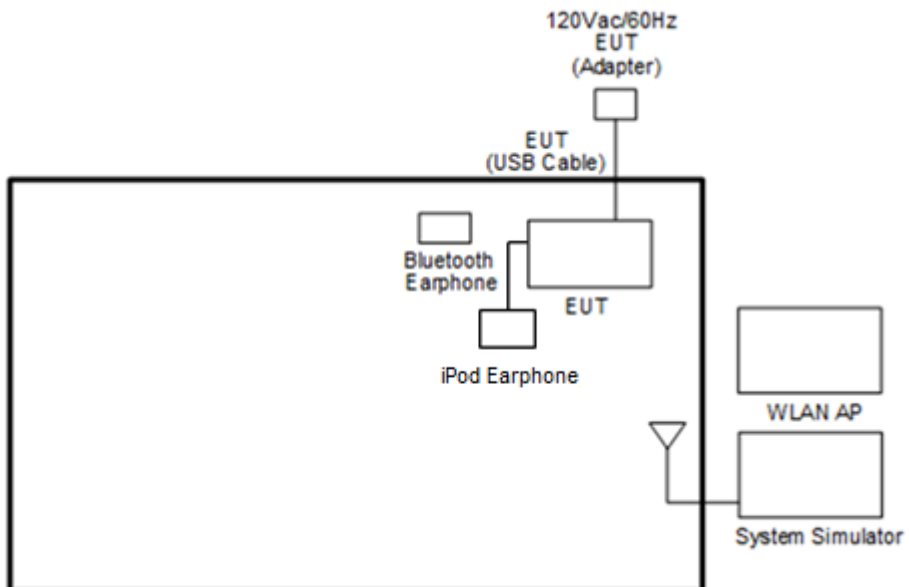 120Vac/60Hz
EUT
(Adapter)
EUT
(USB Cable)
Bluetooth
Earphone
EUT
iPod Earphone
WLAN AP
System Simulator